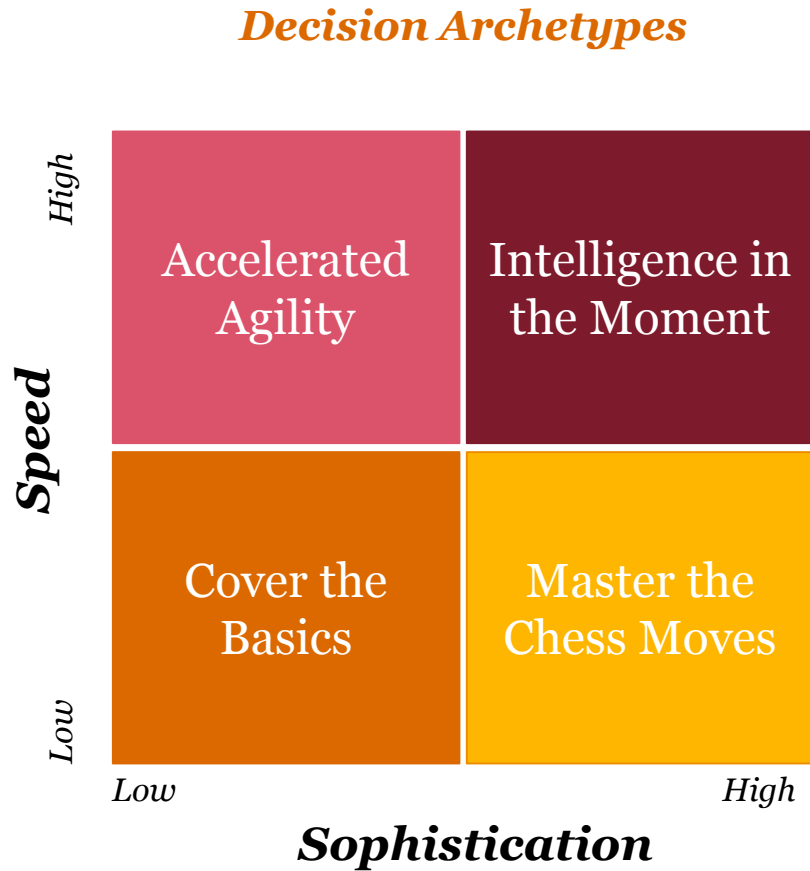 Decision Archetypes
High
Accelerated
Agility
Intelligence in
the Moment
Speed
Cover the
Basics
Master the
Chess Moves
Low
Low
High
Sophistication